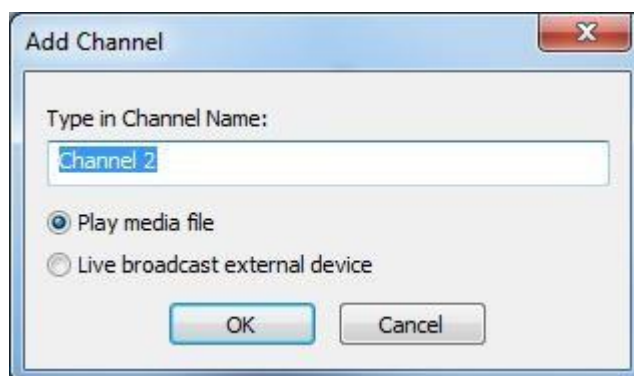 Add Channel
Type in Channel Name:
Channel 2
Play media file
Live broadcast external device
OK Cancel